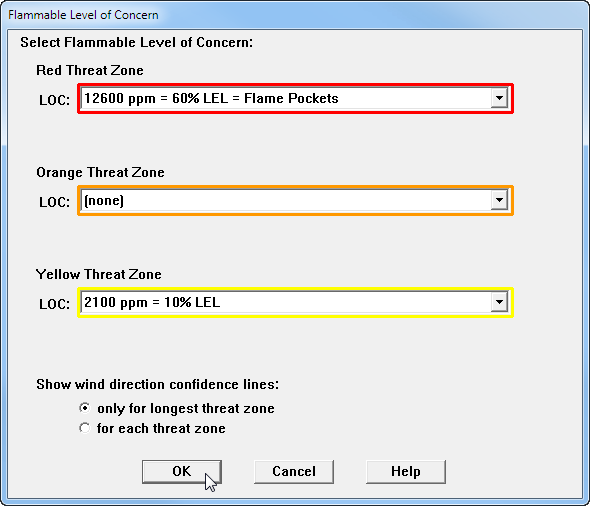 Flammable Level of Concern
Select Flammable Level of Concern:
Red Threat Zone
LOC: 12600 ppm = 60% LEL = Flame Pockets
Orange Threat Zone
LOC: (none)
Yellow Threat Zone
LOC: 2100 ppm = 10% LEL
Show wind direction confidence lines:
only for longest threat zone
for each threat zone
OK Cancel Help